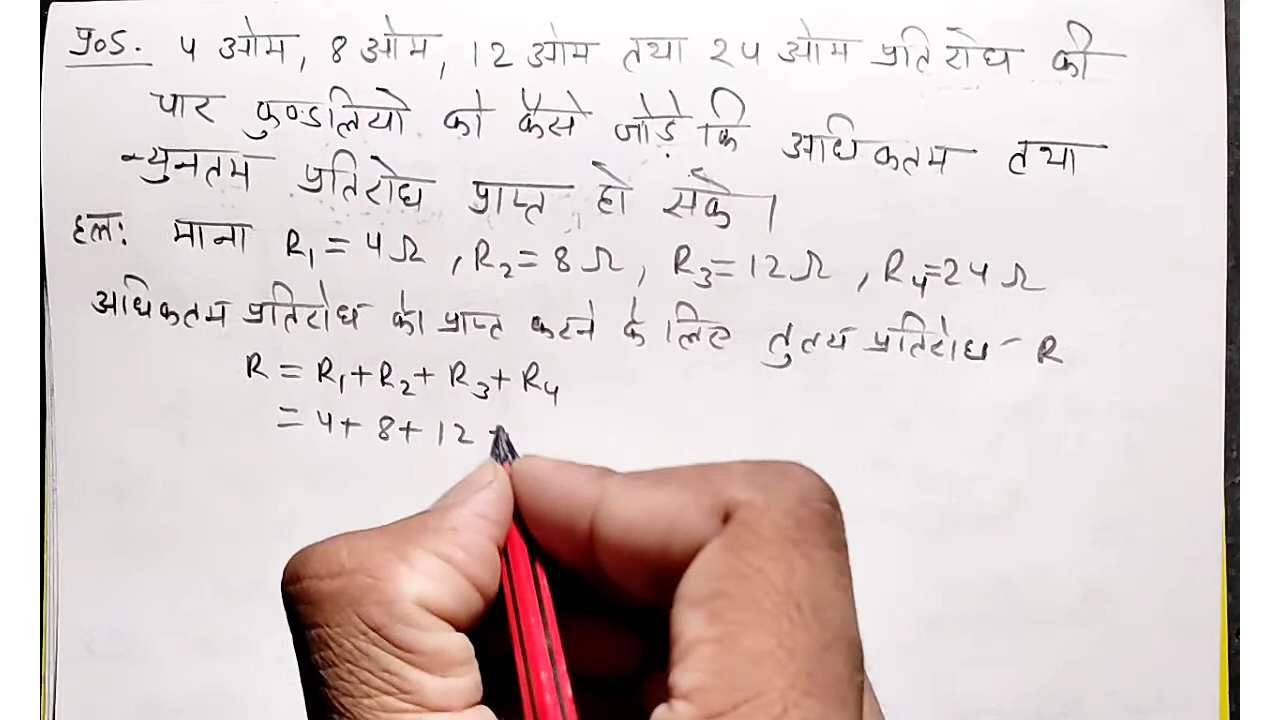 प्र०5. 4 ओम, 8 ओम, 12 ओम तथा 24 ओम प्रतिरोध की
चार कुण्डलियो को कैसे जोड़े कि अधिकतम तथा
न्युनतम प्रतिरोध प्राप्त हो सके।
हल: माना R₁ = 4Ω, R₂ = 8Ω, R₃ = 12Ω, R₄ = 24Ω
अधिकतम प्रतिरोध को प्राप्त करने के लिए तुल्य प्रतिरोध - R
R = R₁ + R₂ + R₃ + R₄
= 4 + 8 + 12